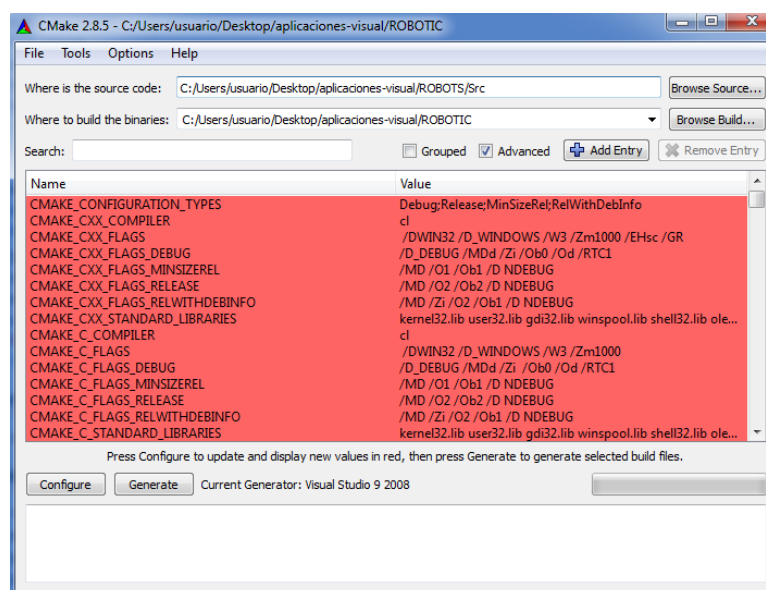 CMake 2.8.5 - C:/Users/usuario/Desktop/aplicaciones-visual/ROBOTIC
File Tools Options Help
Where is the source code: C:/Users/usuario/Desktop/aplicaciones-visual/ROBOTS/Src Browse Source...
Where to build the binaries: C:/Users/usuario/Desktop/aplicaciones-visual/ROBOTIC Browse Build...
Search: Grouped Advanced Add Entry Remove Entry
Name Value
CMAKE_CONFIGURATION_TYPES Debug;Release;MinSizeRel;RelWithDebInfo
CMAKE_CXX_COMPILER cl
CMAKE_CXX_FLAGS /DWIN32 /D_WINDOWS /W3 /Zm1000 /EHsc /GR
CMAKE_CXX_FLAGS_DEBUG /D_DEBUG /MDd /Zi /Ob0 /Od /RTC1
CMAKE_CXX_FLAGS_MINSIZEREL /MD /O1 /Ob1 /D NDEBUG
CMAKE_CXX_FLAGS_RELEASE /MD /O2 /Ob2 /D NDEBUG
CMAKE_CXX_FLAGS_RELWITHDEBINFO /MD /Zi /O2 /Ob1 /D NDEBUG
CMAKE_CXX_STANDARD_LIBRARIES kernel32.lib user32.lib gdi32.lib winspool.lib shell32.lib ole...
CMAKE_C_COMPILER cl
CMAKE_C_FLAGS /DWIN32 /D_WINDOWS /W3 /Zm1000
CMAKE_C_FLAGS_DEBUG /D_DEBUG /MDd /Zi /Ob0 /Od /RTC1
CMAKE_C_FLAGS_MINSIZEREL /MD /O1 /Ob1 /D NDEBUG
CMAKE_C_FLAGS_RELEASE /MD /O2 /Ob2 /D NDEBUG
CMAKE_C_FLAGS_RELWITHDEBINFO /MD /Zi /O2 /Ob1 /D NDEBUG
CMAKE_C_STANDARD_LIBRARIES kernel32.lib user32.lib gdi32.lib winspool.lib shell32.lib ole...
Press Configure to update and display new values in red, then press Generate to generate selected build files.
Configure Generate Current Generator: Visual Studio 9 2008